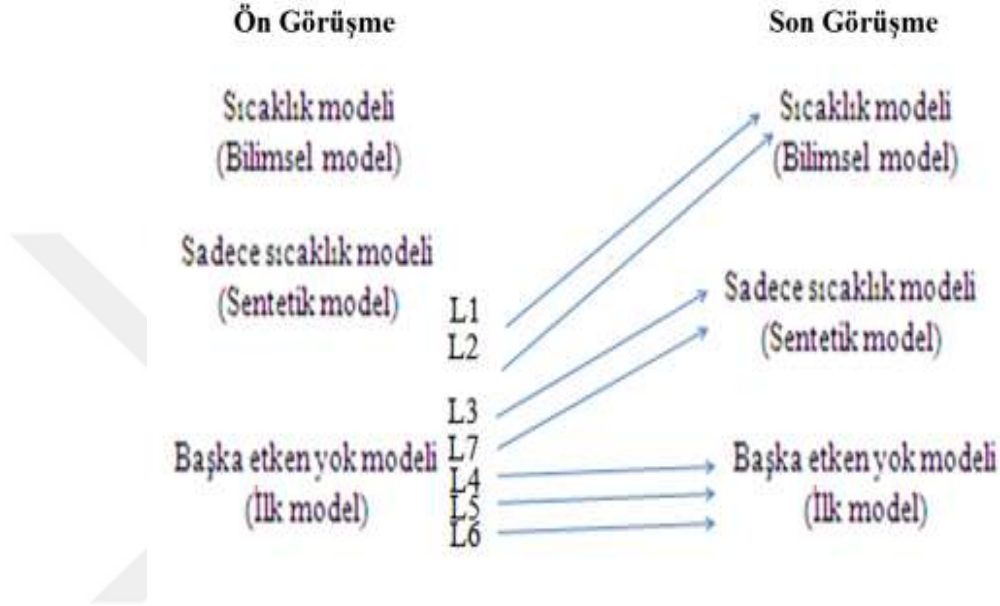 Ön Görüşme
Son Görüşme
Sıcaklık modeli
(Bilimsel model)
Sıcaklık modeli
(Bilimsel model)
Sadece sıcaklık modeli
(Sentetik model)
Sadece sıcaklık modeli
(Sentetik model)
L1
L2
L3
L7
L4
L5
L6
Başka etken yok modeli
(İlk model)
Başka etken yok modeli
(İlk model)